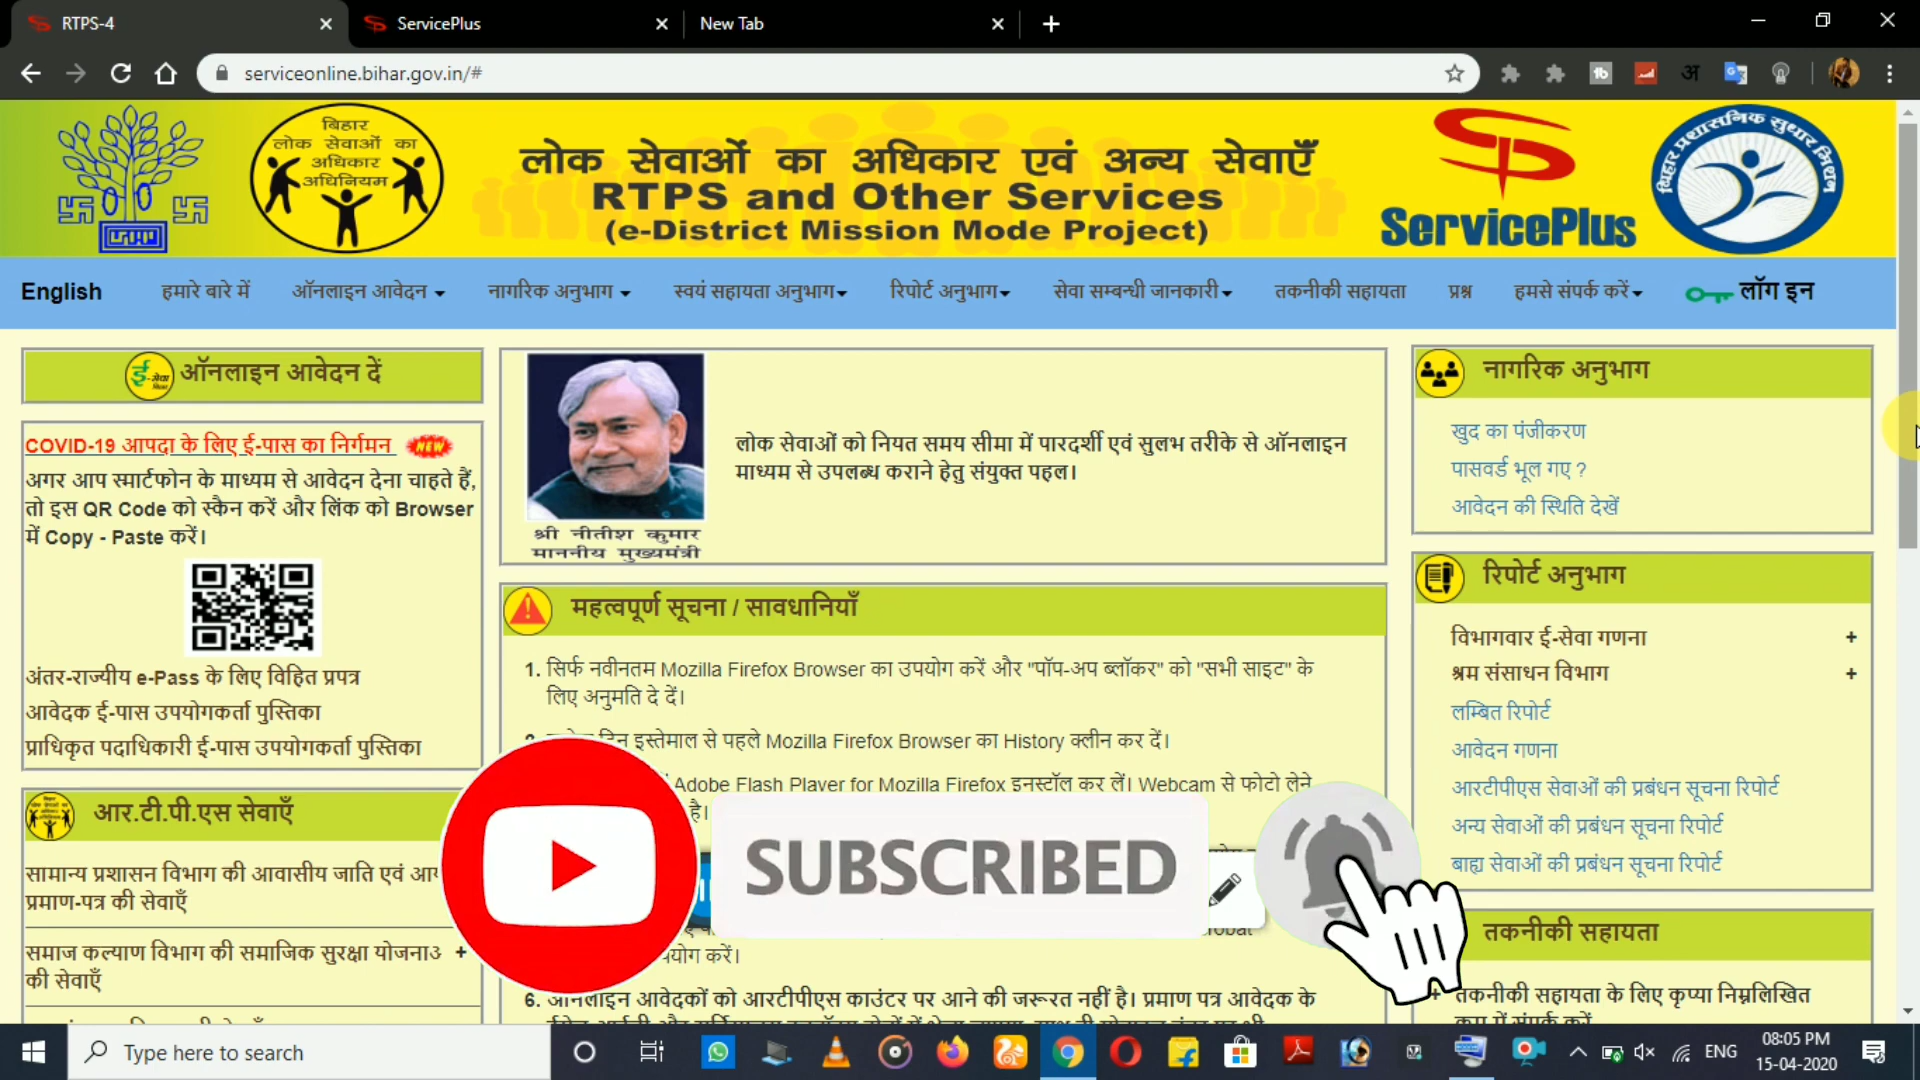 RTPS-4
ServicePlus
New Tab
serviceonline.bihar.gov.in/#
बिहार
लोक सेवाओं का
अधिकार
अधिनियम
लोक सेवाओं का अधिकार एवं अन्य सेवाएँ
RTPS and Other Services
(e-District Mission Mode Project)
ServicePlus
बिहार प्रशासनिक सुधार मिशन
English
हमारे बारे में
ऑनलाइन आवेदन
नागरिक अनुभाग
स्वयं सहायता अनुभाग
रिपोर्ट अनुभाग
सेवा सम्बन्धी जानकारी
तकनीकी सहायता
प्रश्न
हमसे संपर्क करें
लॉग इन
ऑनलाइन आवेदन दें
COVID-19 आपदा के लिए ई-पास का निर्गमन NEW
अगर आप स्मार्टफोन के माध्यम से आवेदन देना चाहते हैं,
तो इस QR Code को स्कैन करें और लिंक को Browser
में Copy - Paste करें।
अंतर-राज्यीय e-Pass के लिए विहित प्रपत्र
आवेदक ई-पास उपयोगकर्ता पुस्तिका
प्राधिकृत पदाधिकारी ई-पास उपयोगकर्ता पुस्तिका
आर.टी.पी.एस सेवाएँ
सामान्य प्रशासन विभाग की आवासीय जाति एवं
प्रमाण-पत्र की सेवाएँ
समाज कल्याण विभाग की समाजिक सुरक्षा योजनाओं +
की सेवाएँ
श्री नीतीश कुमार
माननीय मुख्यमंत्री
लोक सेवाओं को नियत समय सीमा में पारदर्शी एवं सुलभ तरीके से ऑनलाइन
माध्यम से उपलब्ध कराने हेतु संयुक्त पहल।
महत्वपूर्ण सूचना / सावधानियाँ
1. सिर्फ नवीनतम Mozilla Firefox Browser का उपयोग करें और "पॉप-अप ब्लॉकर" को "सभी साइट" के
लिए अनुमति दे दें।
दिन इस्तेमाल से पहले Mozilla Firefox Browser का History क्लीन कर दें।
Adobe Flash Player for Mozilla Firefox इनस्टॉल कर लें। Webcam से फोटो लेने
है।
SUBSCRIBED
करें।
6. ऑनलाइन आवेदकों को आरटीपीएस काउंटर पर आने की जरूरत नहीं है। प्रमाण पत्र आवेदक के
नागरिक अनुभाग
खुद का पंजीकरण
पासवर्ड भूल गए ?
आवेदन की स्थिति देखें
रिपोर्ट अनुभाग
विभागवार ई-सेवा गणना +
श्रम संसाधन विभाग +
लम्बित रिपोर्ट
आवेदन गणना
आरटीपीएस सेवाओं की प्रबंधन सूचना रिपोर्ट
अन्य सेवाओं की प्रबंधन सूचना रिपोर्ट
बाह्य सेवाओं की प्रबंधन सूचना रिपोर्ट
तकनीकी सहायता
तकनीकी सहायता के लिए कृप्या निम्नलिखित
Type here to search
ENG
08:05 PM
15-04-2020